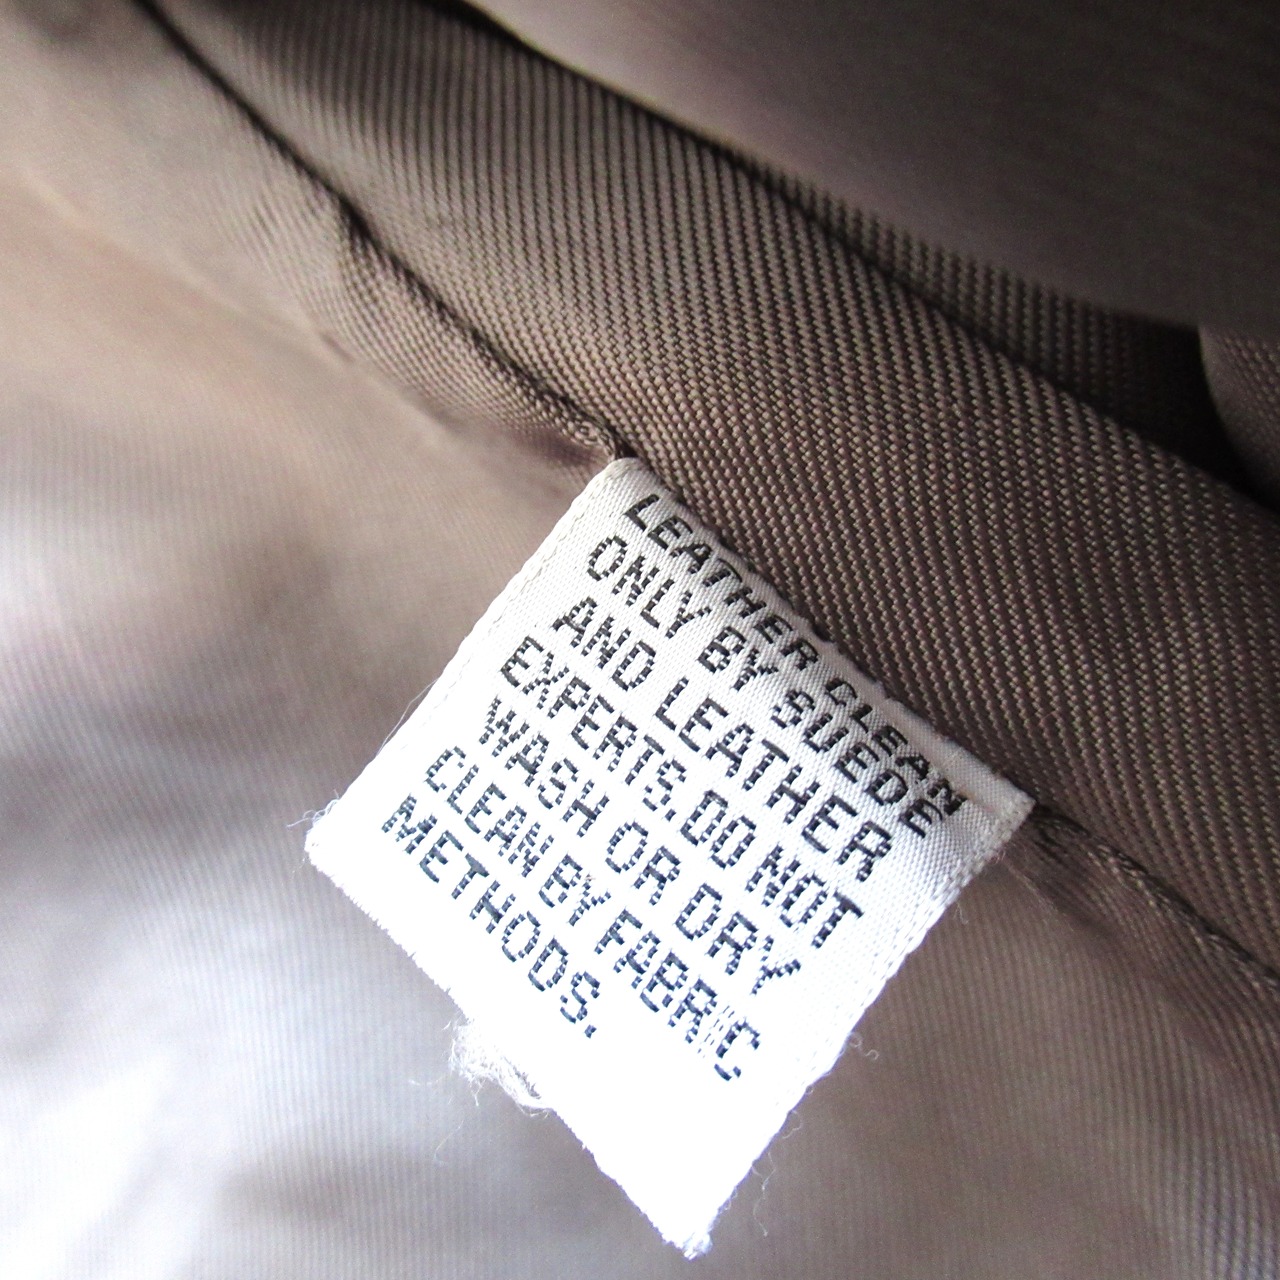 LEATHER CLEAN
ONLY BY SUEDE
AND LEATHER
EXPERTS.DO NOT
WASH OR DRY
CLEAN BY FABRIC
METHODS.